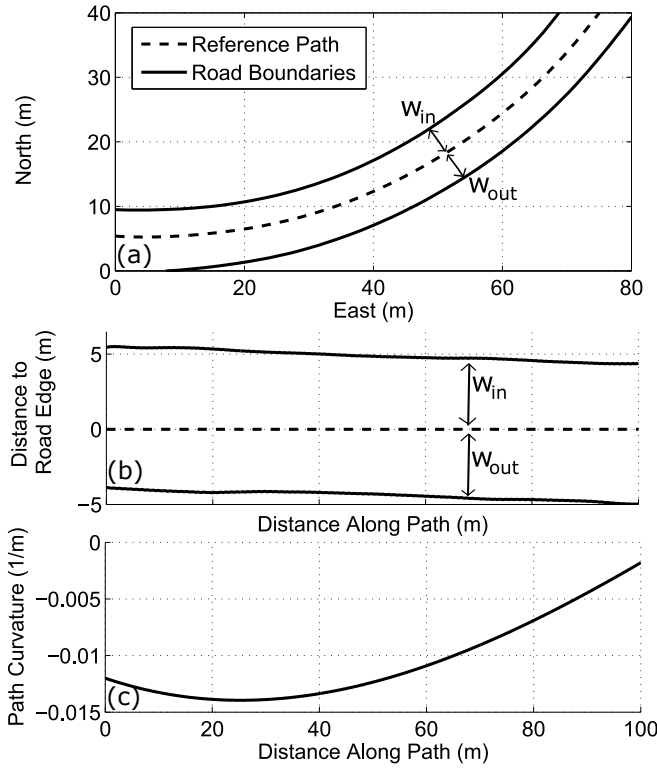 40
30
20
10
0
North (m)
Reference Path
Road Boundaries
W_in
W_out
(a)
0 20 40 60 80
East (m)
Distance to
Road Edge (m)
5
0
−5
W_in
W_out
(b)
Distance Along Path (m)
Path Curvature (1/m)
0
−0.005
−0.01
−0.015
(c)
0 20 40 60 80 100
Distance Along Path (m)